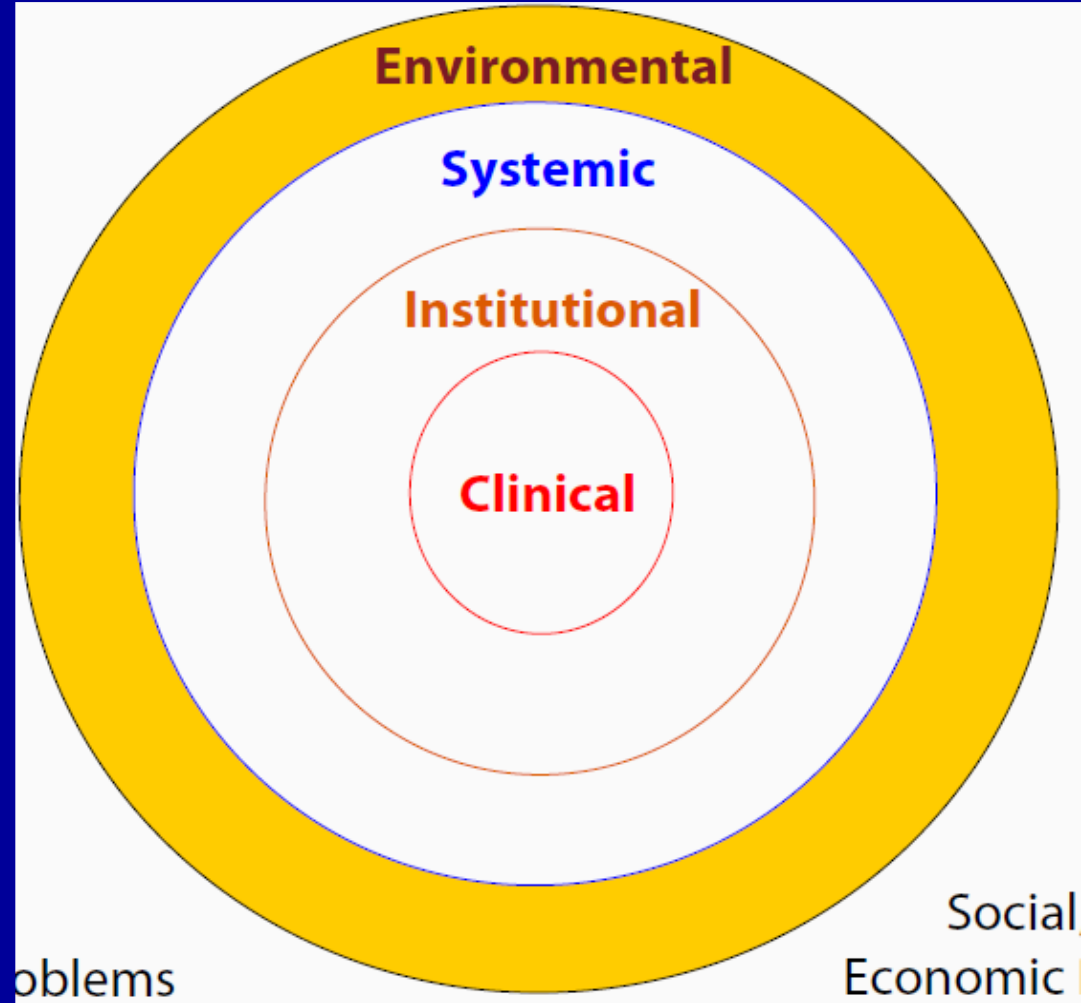 Environmental
Systemic
Institutional
Clinical
Social,
oblems
Economic